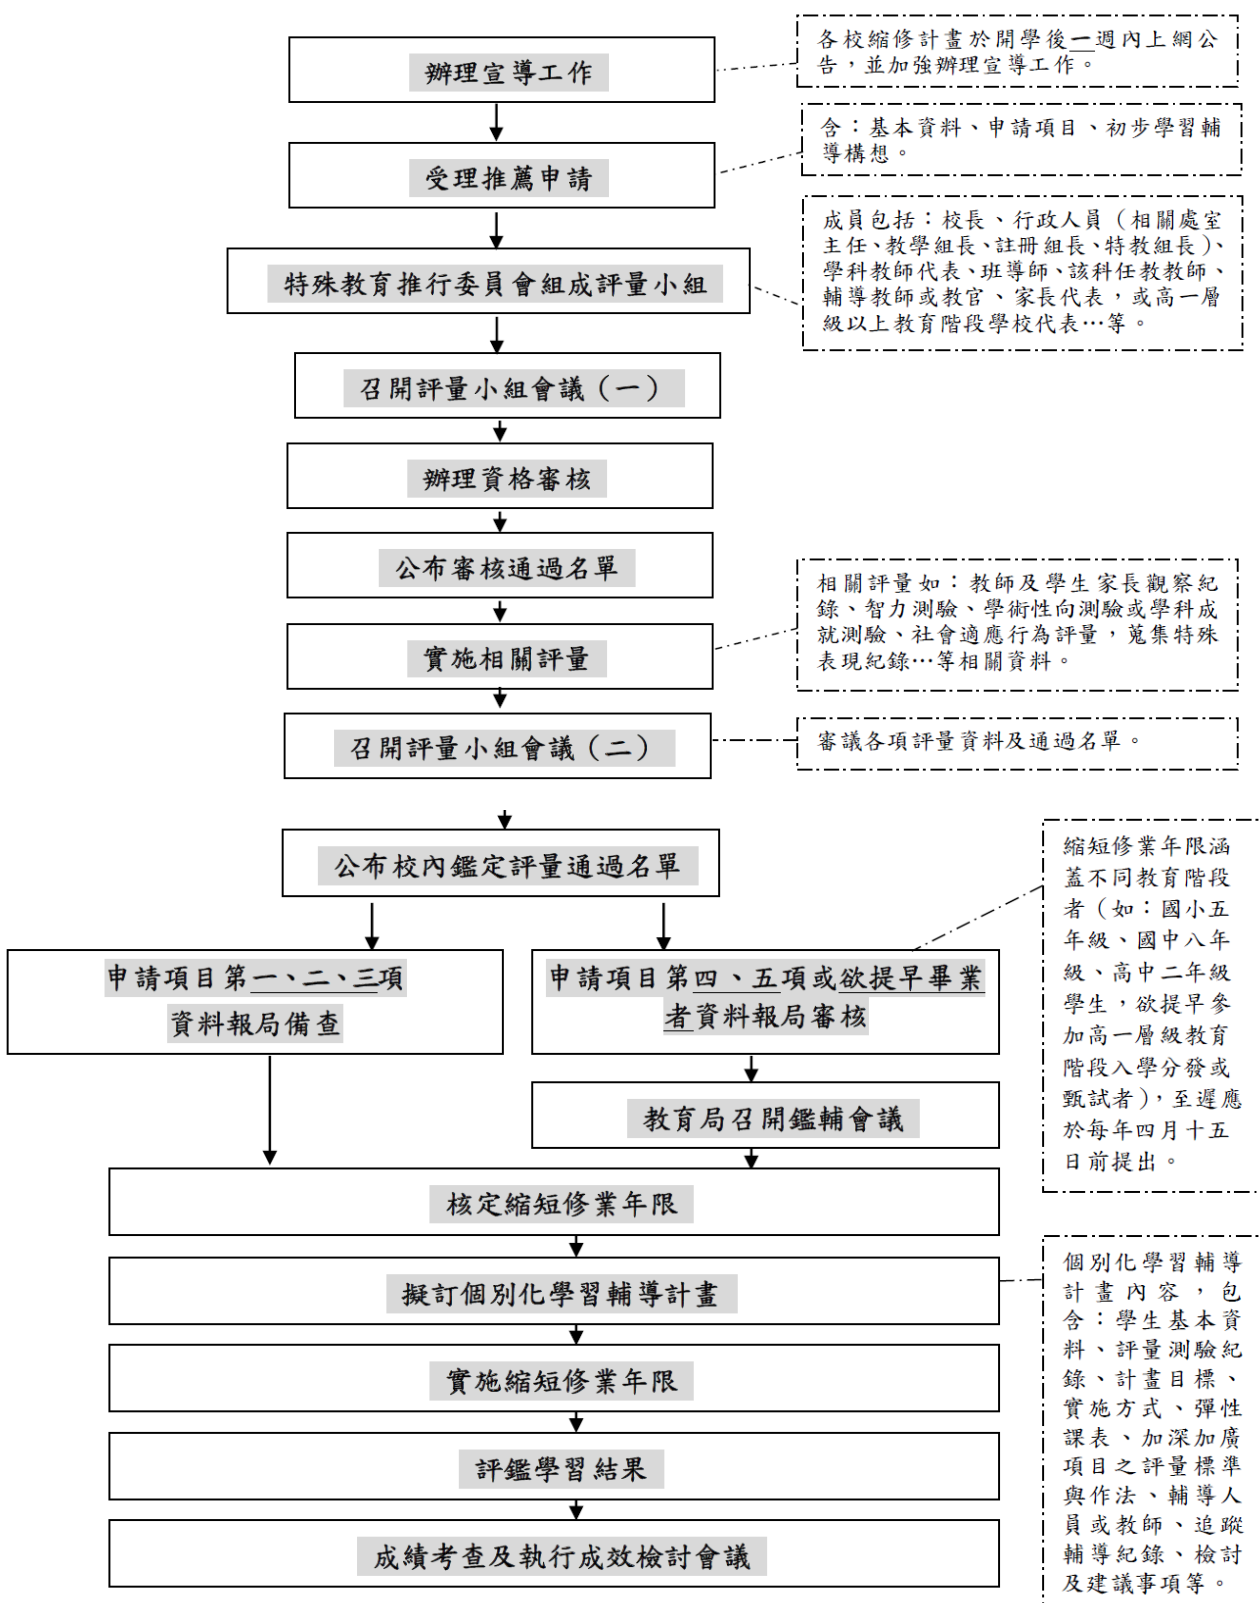 辦理宣導工作
各校縮修計畫於開學後一週內上網公
告，並加強辦理宣導工作。
受理推薦申請
含：基本資料、申請項目、初步學習輔
導構想。
特殊教育推行委員會組成評量小組
成員包括：校長、行政人員（相關處室
主任、教學組長、註冊組長、特教組長）、
學科教師代表、班導師、該科任教教師、
輔導教師或教官、家長代表，或高一層
級以上教育階段學校代表…等。
召開評量小組會議（一）
辦理資格審核
公布審核通過名單
實施相關評量
相關評量如：教師及學生家長觀察紀
錄、智力測驗、學術性向測驗或學科成
就測驗、社會適應行為評量，蒐集特殊
表現紀錄…等相關資料。
召開評量小組會議（二）
審議各項評量資料及通過名單。
公布校內鑑定評量通過名單
申請項目第一、二、三項
資料報局備查
申請項目第四、五項或欲提早畢業
者資料報局審核
縮短修業年限涵
蓋不同教育階段
者（如：國小五
年級、國中八年
級、高中二年級
學生，欲提早參
加高一層級教育
階段入學分發或
甄試者），至遲應
於每年四月十五
日前提出。
教育局召開鑑輔會議
核定縮短修業年限
擬訂個別化學習輔導計畫
個別化學習輔導
計畫內容，包
含：學生基本資
料、評量測驗紀
錄、計畫目標、
實施方式、彈性
課表、加深加廣
項目之評量標準
與作法、輔導人
員或教師、追蹤
輔導紀錄、檢討
及建議事項等。
實施縮短修業年限
評鑑學習結果
成績考查及執行成效檢討會議